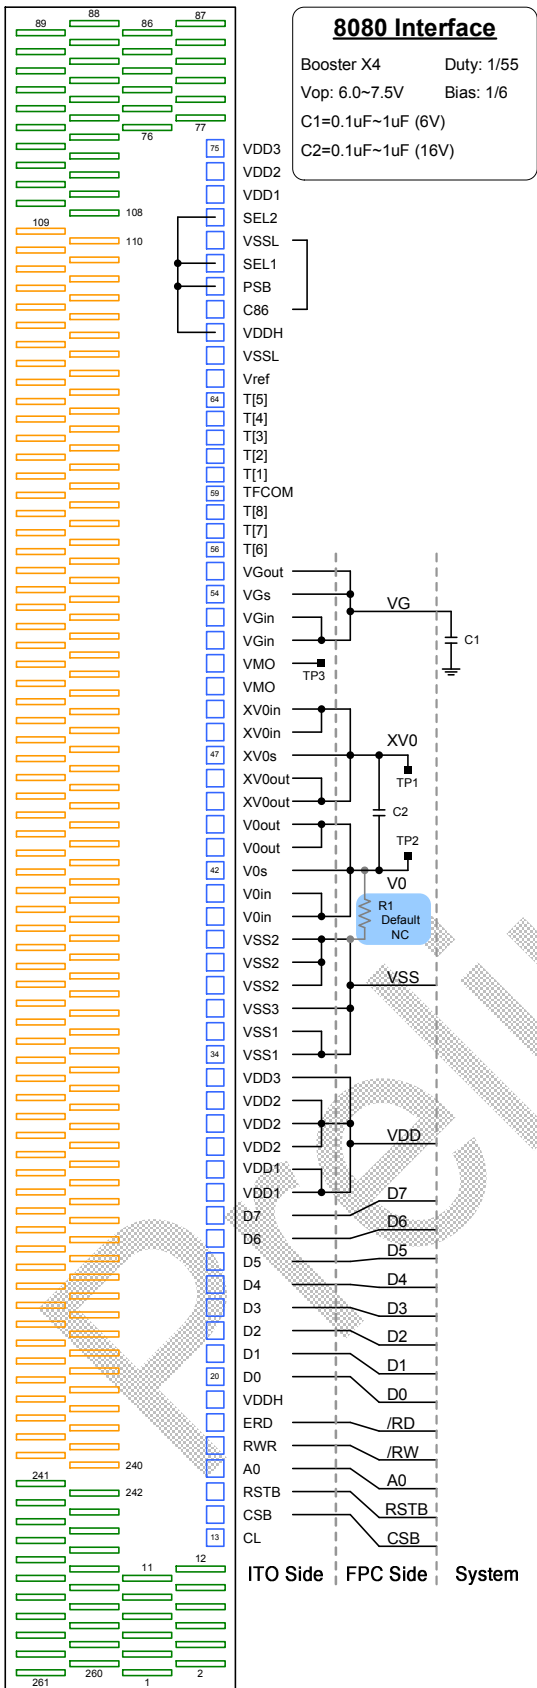 8080 Interface
Booster X4 Duty: 1/55
Vop: 6.0~7.5V Bias: 1/6
C1=0.1uF~1uF (6V)
C2=0.1uF~1uF (16V)
89 88 86 87
76 77
75 VDD3
VDD2
VDD1
108 SEL2
109
110 VSSL
SEL1
PSB
C86
VDDH
VSSL
Vref
64 T[5]
T[4]
T[3]
T[2]
T[1]
59 TFCOM
T[8]
T[7]
56 T[6]
VGout
54 VGs VG
VGin
VGin C1
VMO TP3
VMO
XV0in
XV0in XV0
47 XV0s
XV0out TP1
XV0out C2
V0out
V0out TP2
42 V0s
V0 
V0in R1
V0in Default
NC
VSS2
VSS2
VSS2 VSS
VSS3
VSS1
34 VSS1
VDD3
VDD2
VDD2
VDD2 VDD
VDD1
VDD1
D7 D7
D6 D6
D5 D5
D4 D4
D3 D3
D2 D2
D1 D1
20 D0 D0
VDDH
ERD /RD
RWR /RW
240 A0 A0
241
242 RSTB RSTB
CSB CSB
13 CL
11 12
ITO Side FPC Side System
261 260 1 2
Preli